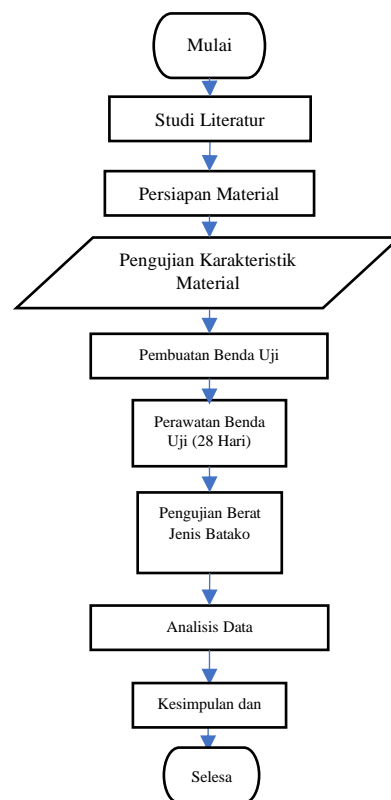 Mulai
Studi Literatur
Persiapan Material
Pengujian Karakteristik
Material
Pembuatan Benda Uji
Perawatan Benda
Uji (28 Hari)
Pengujian Berat
Jenis Batako
Analisis Data
Kesimpulan dan
Selesa